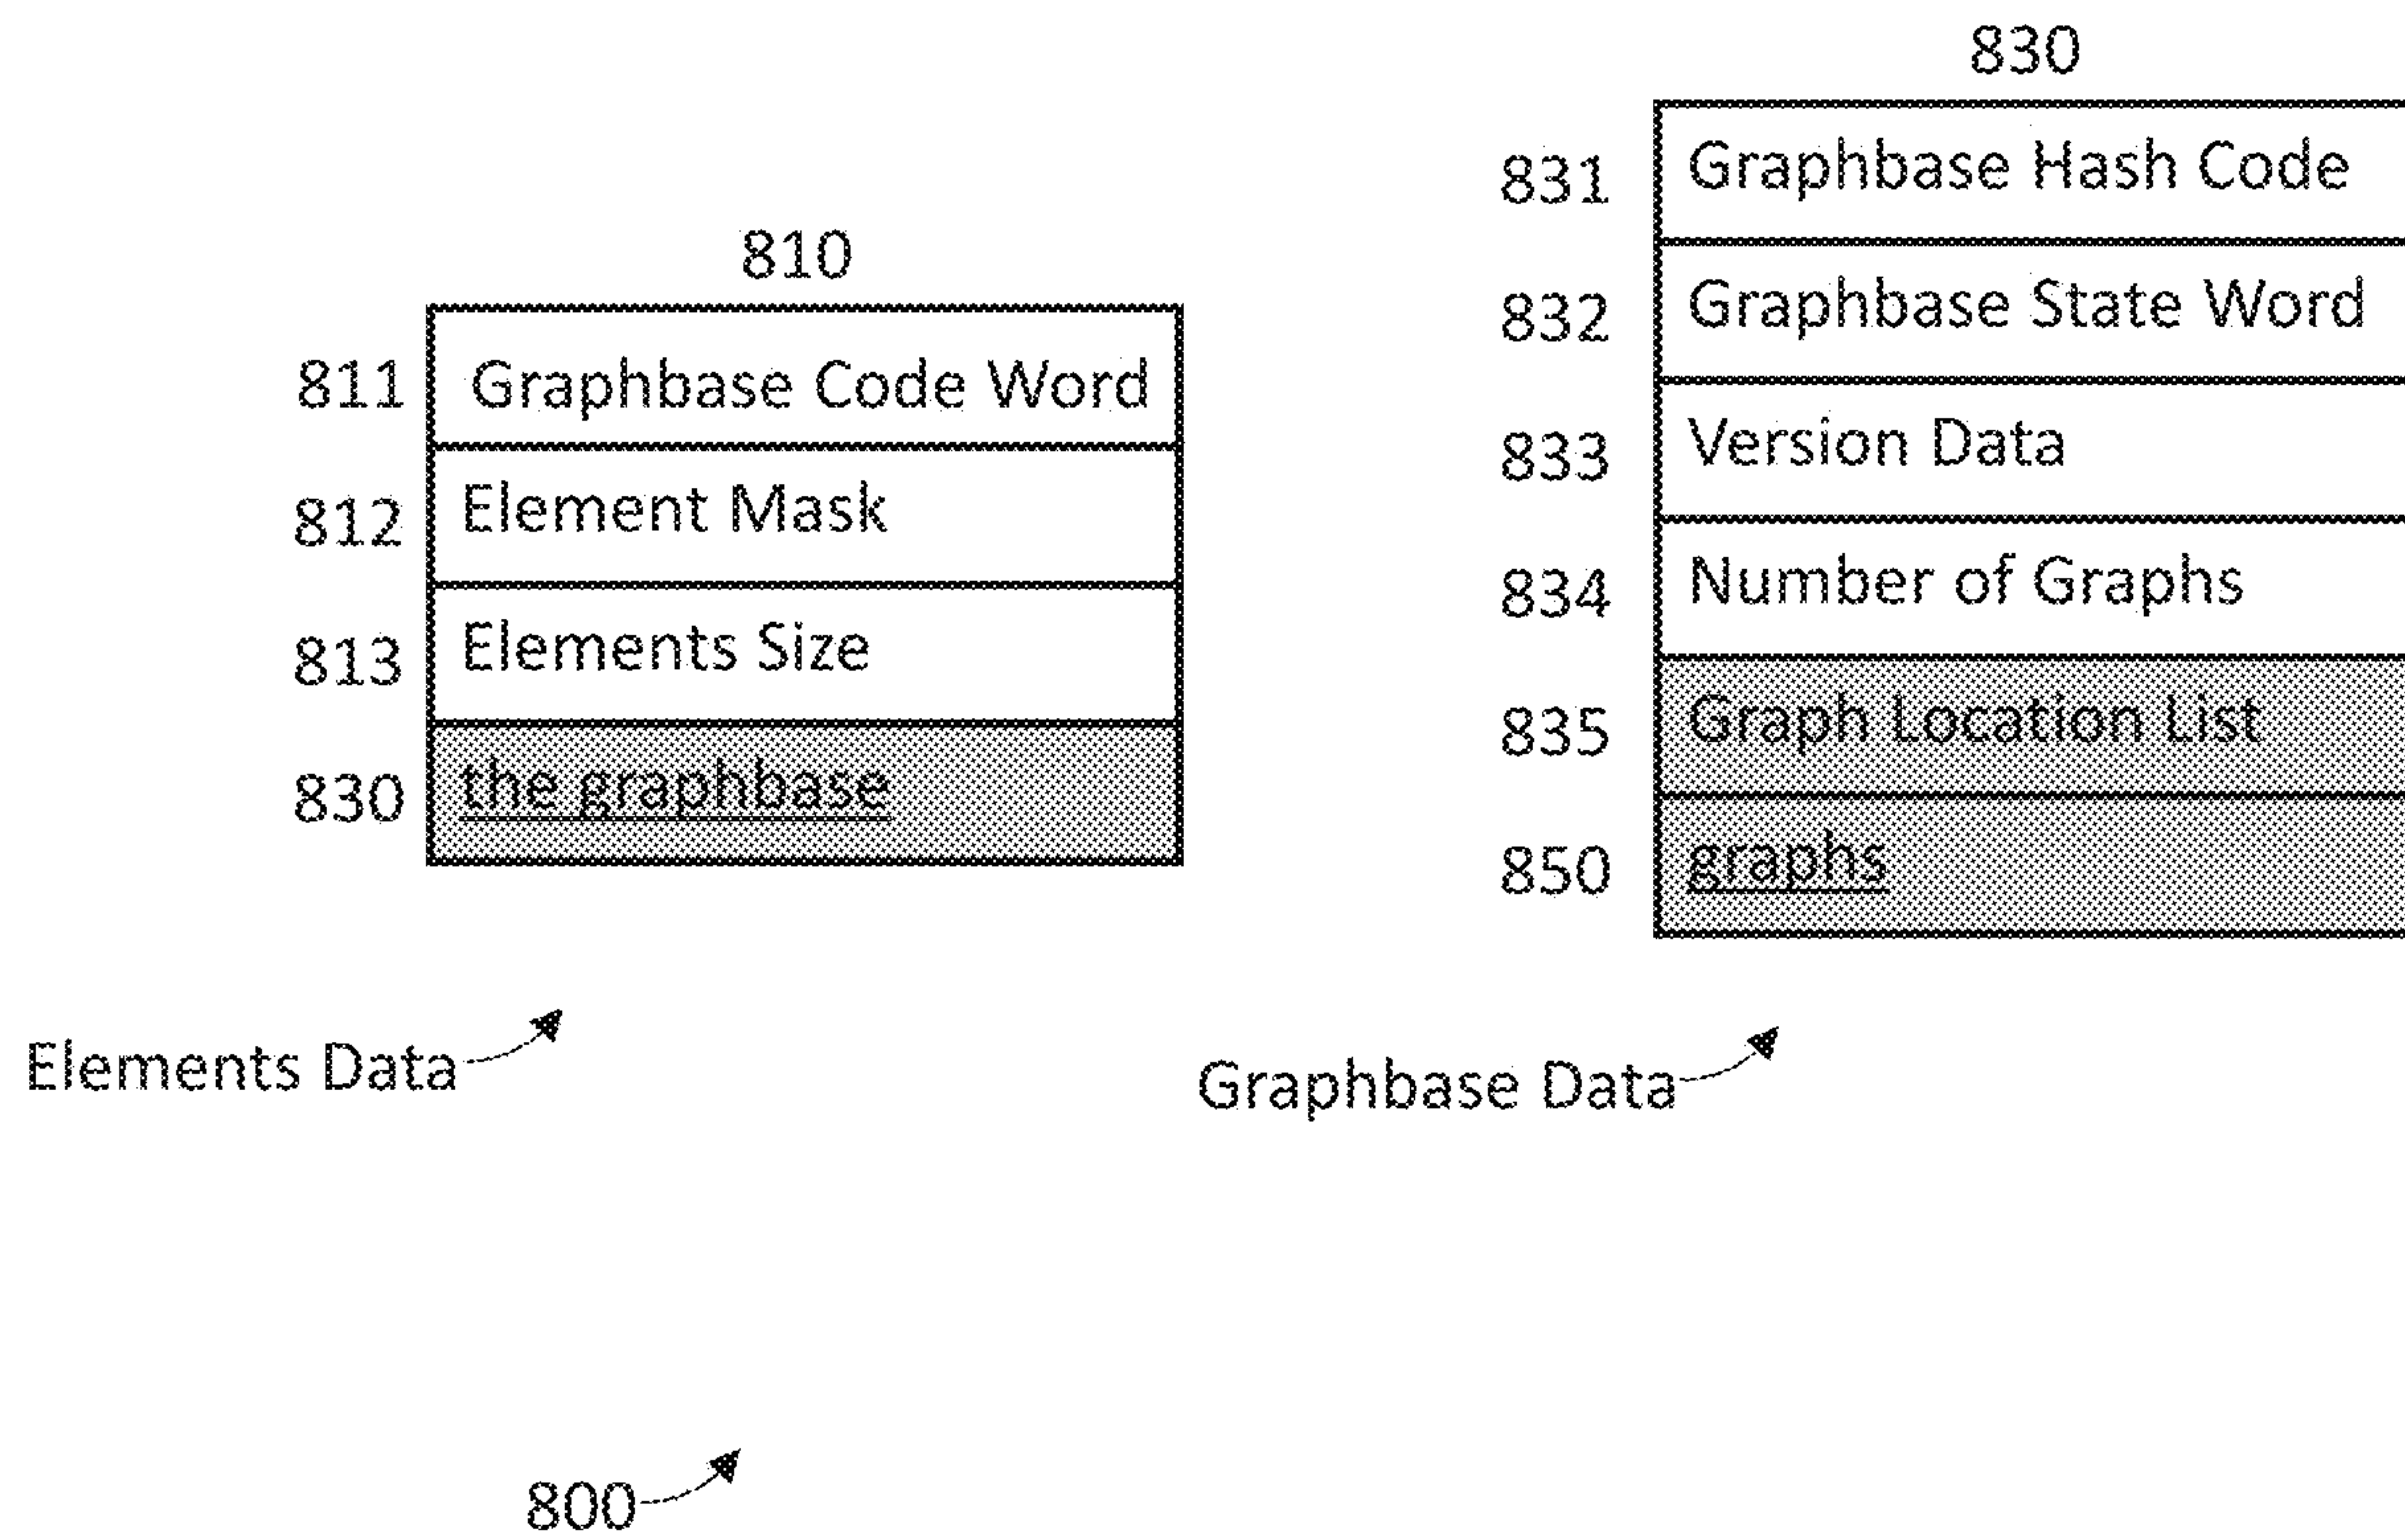 810
811 Graphbase Code Word
812 Element Mask
813 Elements Size
830 the graphbase
Elements Data
830
831 Graphbase Hash Code
832 Graphbase State Word
833 Version Data
834 Number of Graphs
835 Graph Location List
850 graphs
Graphbase Data
800